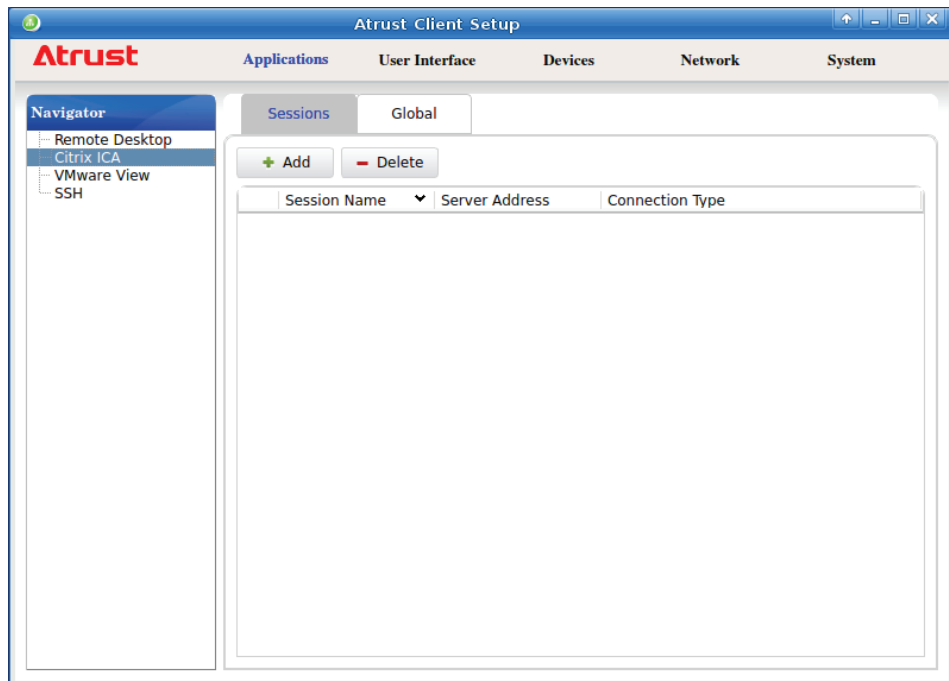 Atrust Client Setup
Atrust
Applications User Interface Devices Network System
Navigator
Remote Desktop
Citrix ICA
VMware View
SSH
Sessions Global
Add Delete
Session Name Server Address Connection Type